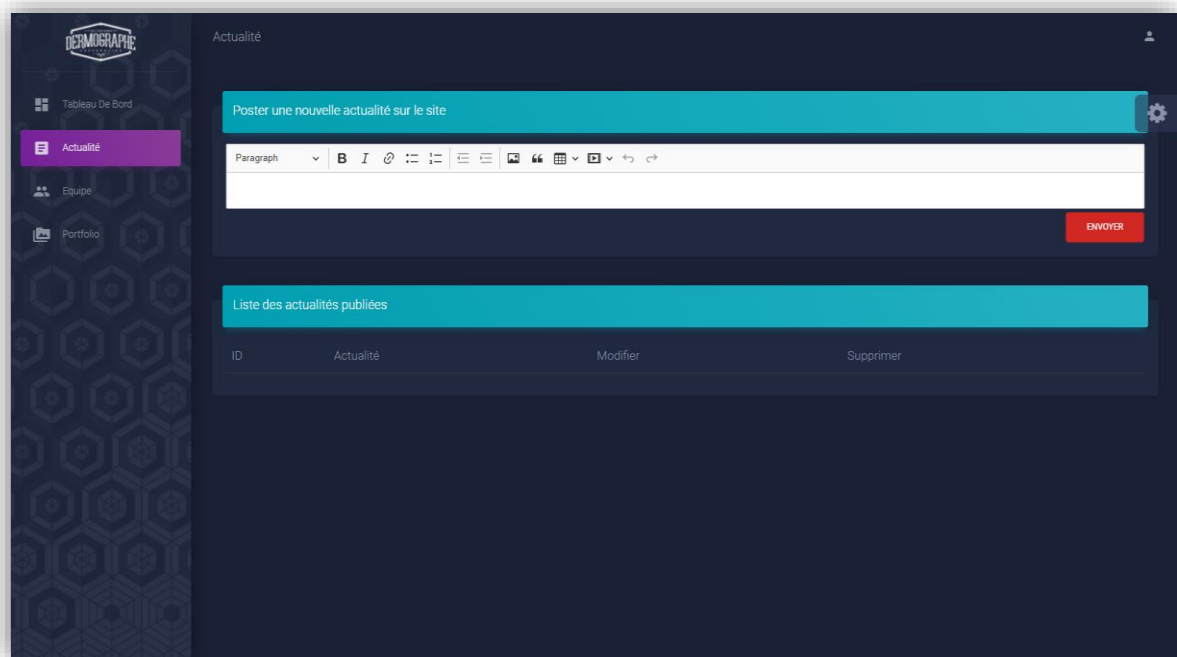 DERMOGRAPHE
Actualité
Tableau De Bord
Actualité
Equipe
Portfolio
Poster une nouvelle actualité sur le site
Paragraph
ENVOYER
Liste des actualités publiées
ID Actualité Modifier Supprimer